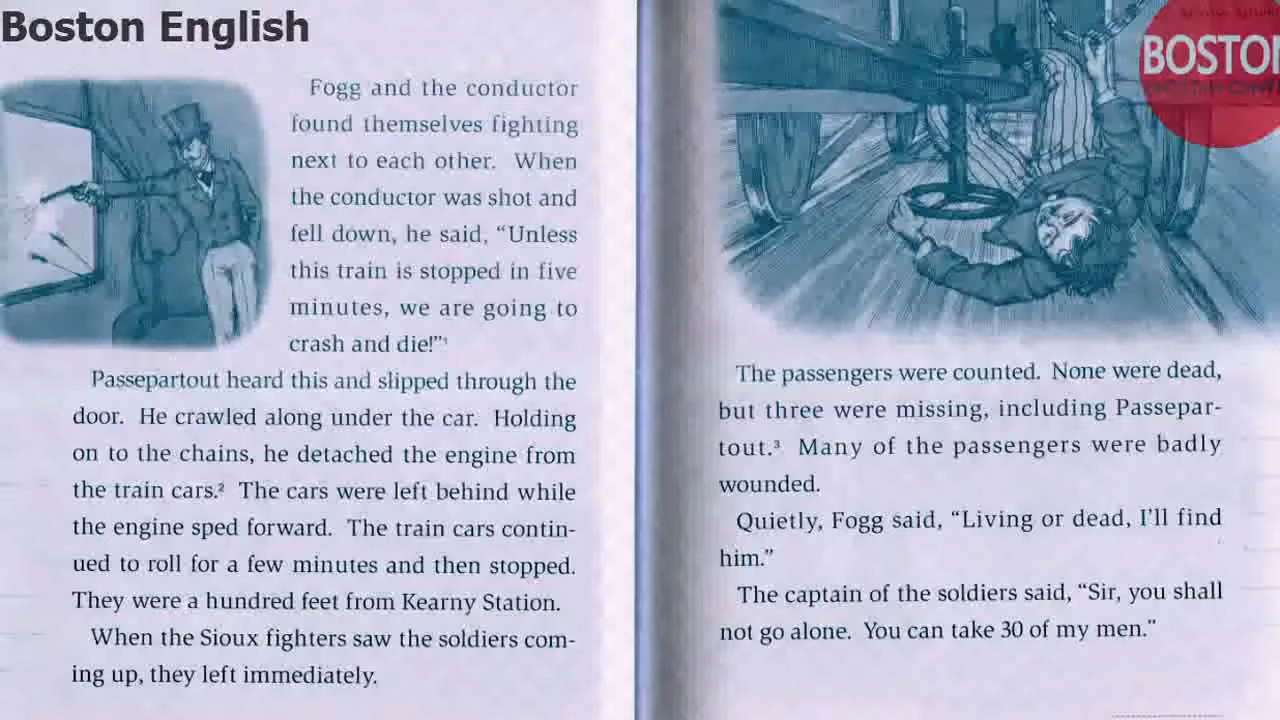 Boston English
Fogg and the conductor
found themselves fighting
next to each other. When
the conductor was shot and
fell down, he said, “Unless
this train is stopped in five
minutes, we are going to
crash and die!”¹
Passepartout heard this and slipped through the
door. He crawled along under the car. Holding
on to the chains, he detached the engine from
the train cars.² The cars were left behind while
the engine sped forward. The train cars contin-
ued to roll for a few minutes and then stopped.
They were a hundred feet from Kearny Station.
When the Sioux fighters saw the soldiers com-
ing up, they left immediately.
BOSTON
The passengers were counted. None were dead,
but three were missing, including Passepar-
tout.³ Many of the passengers were badly
wounded.
Quietly, Fogg said, “Living or dead, I’ll find
him.”
The captain of the soldiers said, “Sir, you shall
not go alone. You can take 30 of my men.”